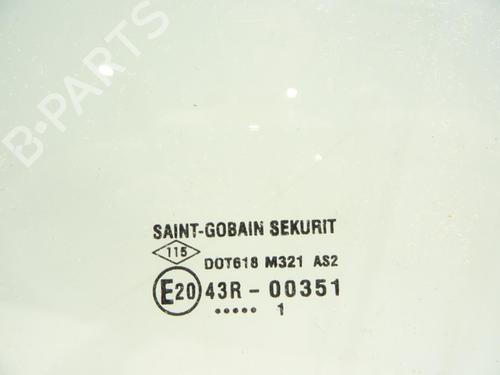 B-PARTS
SAINT-GOBAIN SEKURIT
115
DOT618 M321 AS2
E20 43R-00351
..... 1